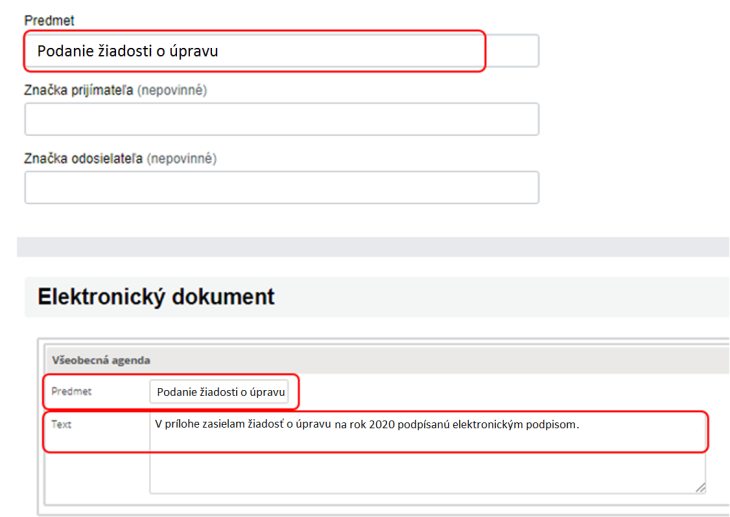 Predmet
Podanie žiadosti o úpravu
Značka prijímateľa (nepovinné)
Značka odosielateľa (nepovinné)
Elektronický dokument
Všeobecná agenda
Predmet
Podanie žiadosti o úpravu
Text
V prílohe zasielam žiadosť o úpravu na rok 2020 podpísanú elektronickým podpisom.